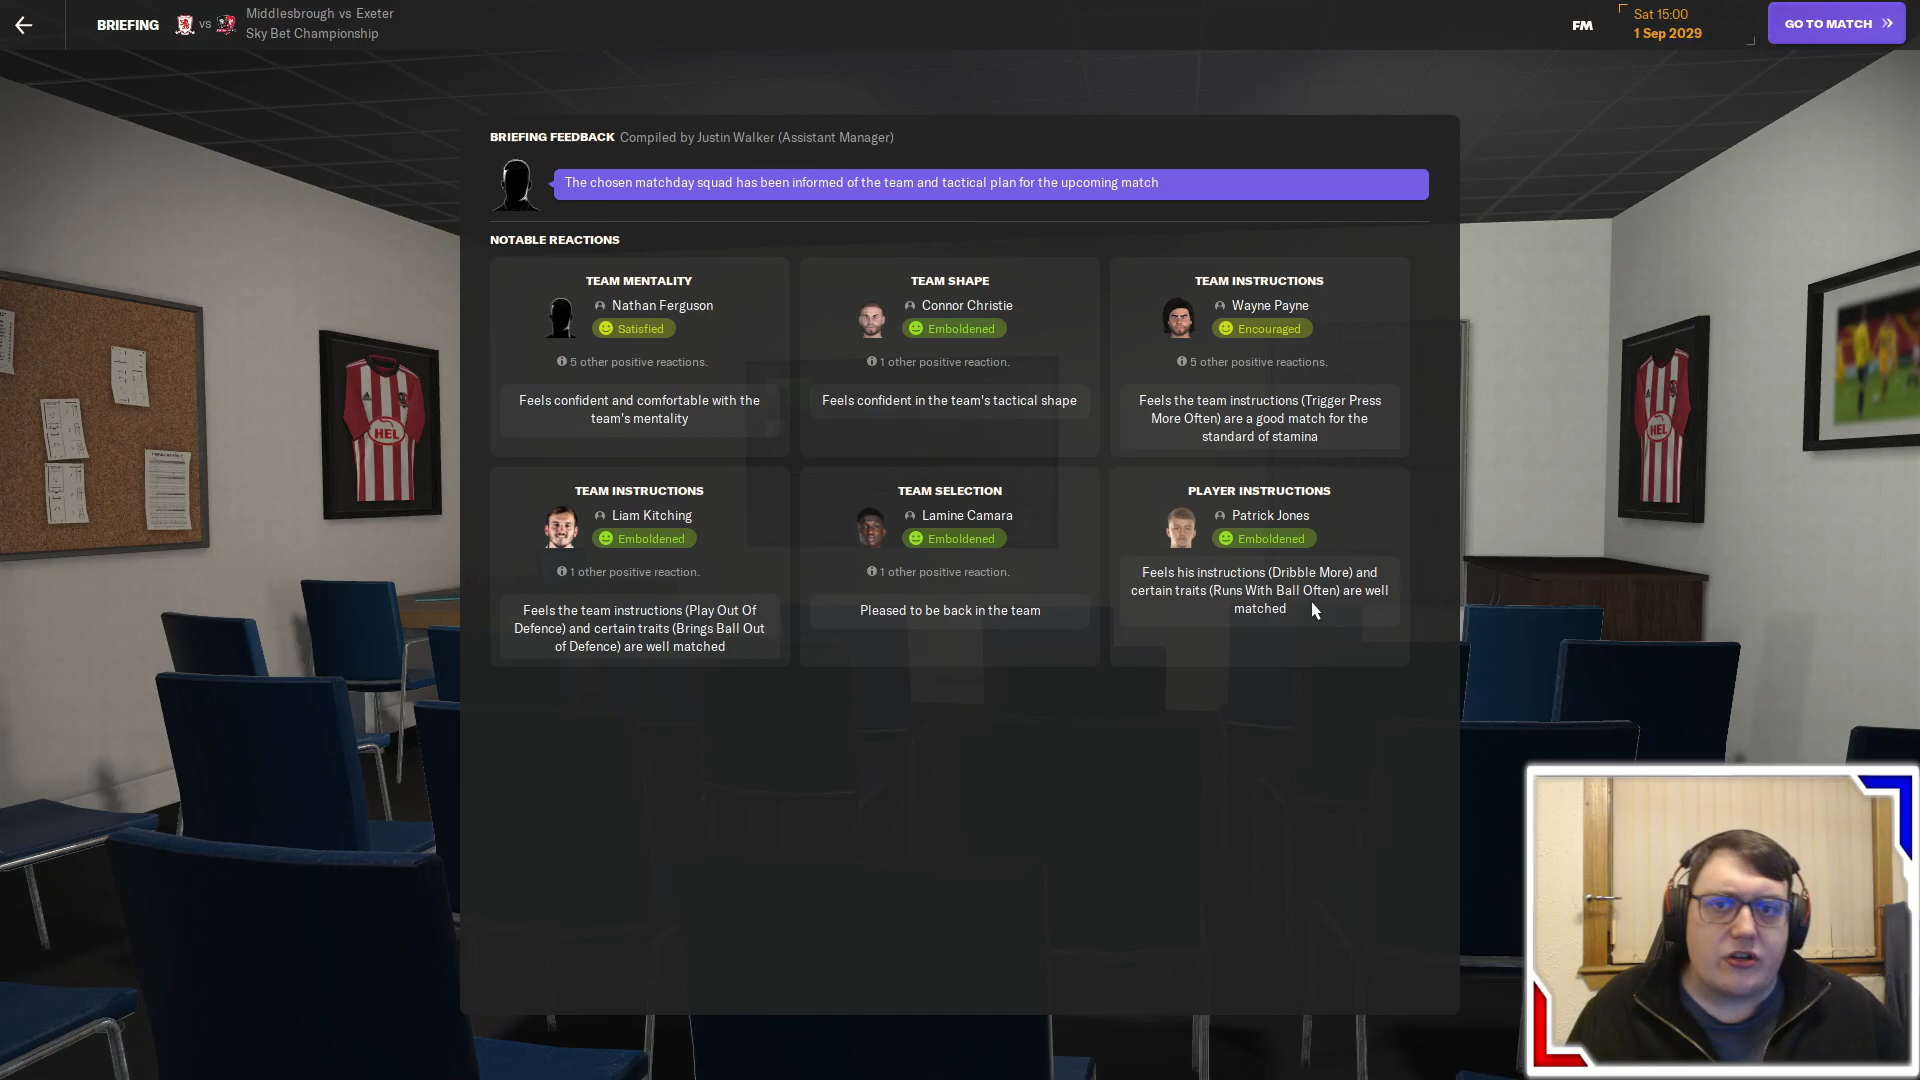 BRIEFING
vs
Middlesbrough vs Exeter
Sky Bet Championship
FM
Sat 15:00
1 Sep 2029
GO TO MATCH
BRIEFING FEEDBACK Compiled by Justin Walker (Assistant Manager)
The chosen matchday squad has been informed of the team and tactical plan for the upcoming match
NOTABLE REACTIONS
TEAM MENTALITY
Nathan Ferguson
Satisfied
5 other positive reactions.
Feels confident and comfortable with the
team's mentality
TEAM SHAPE
Connor Christie
Emboldened
1 other positive reaction.
Feels confident in the team's tactical shape
TEAM INSTRUCTIONS
Wayne Payne
Encouraged
5 other positive reactions.
Feels the team instructions (Trigger Press
More Often) are a good match for the
standard of stamina
TEAM INSTRUCTIONS
Liam Kitching
Emboldened
1 other positive reaction.
Feels the team instructions (Play Out Of
Defence) and certain traits (Brings Ball Out
of Defence) are well matched
TEAM SELECTION
Lamine Camara
Emboldened
1 other positive reaction.
Pleased to be back in the team
PLAYER INSTRUCTIONS
Patrick Jones
Emboldened
Feels his instructions (Dribble More) and
certain traits (Runs With Ball Often) are well
matched
HEL
HEL